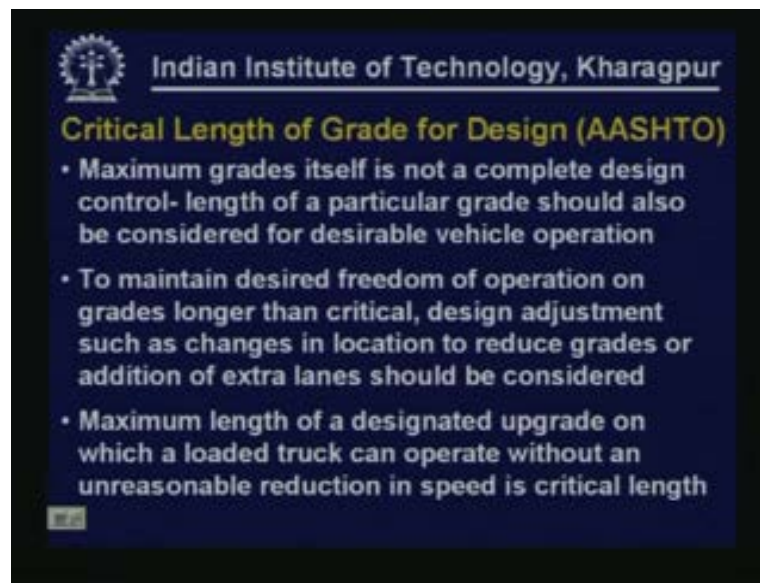 Indian Institute of Technology, Kharagpur
Critical Length of Grade for Design (AASHTO)
• Maximum grades itself is not a complete design
control- length of a particular grade should also
be considered for desirable vehicle operation
• To maintain desired freedom of operation on
grades longer than critical, design adjustment
such as changes in location to reduce grades or
addition of extra lanes should be considered
• Maximum length of a designated upgrade on
which a loaded truck can operate without an
unreasonable reduction in speed is critical length